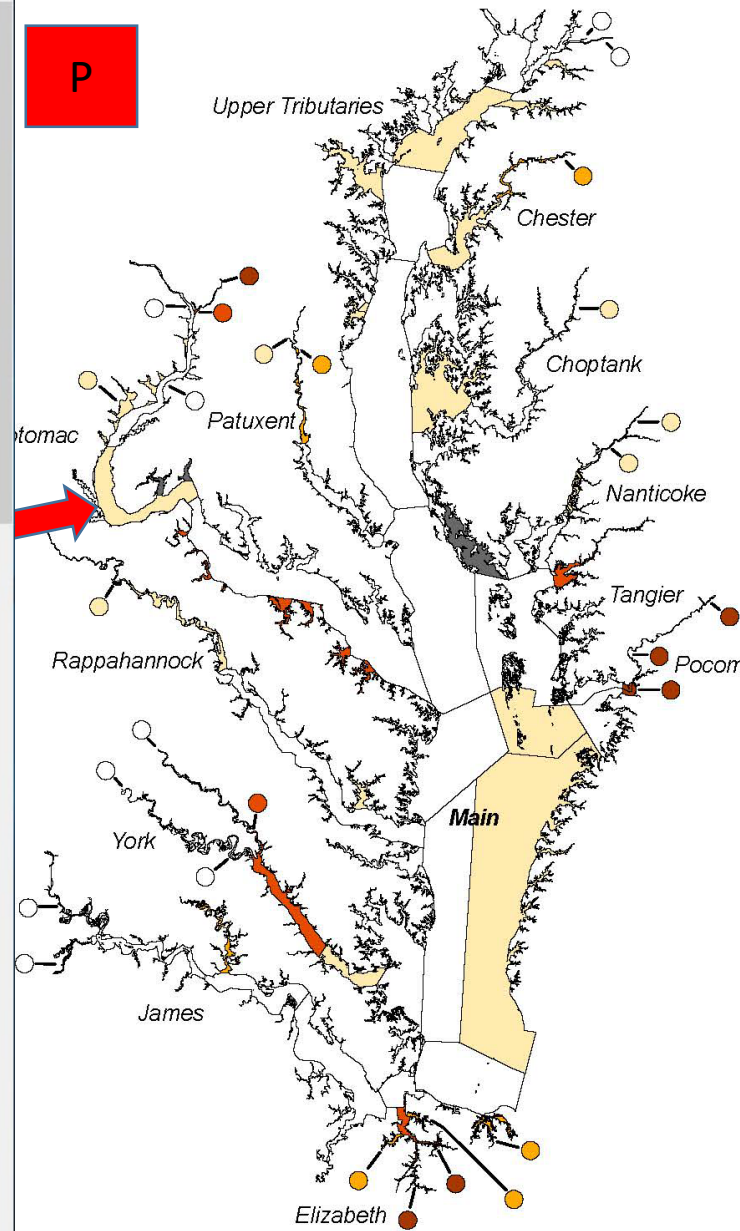 P
Upper Tributaries
Chester
Choptank
Patuxent
otomac
Nanticoke
Tangier
Rappahannock
Pocom
Main
York
James
Elizabeth